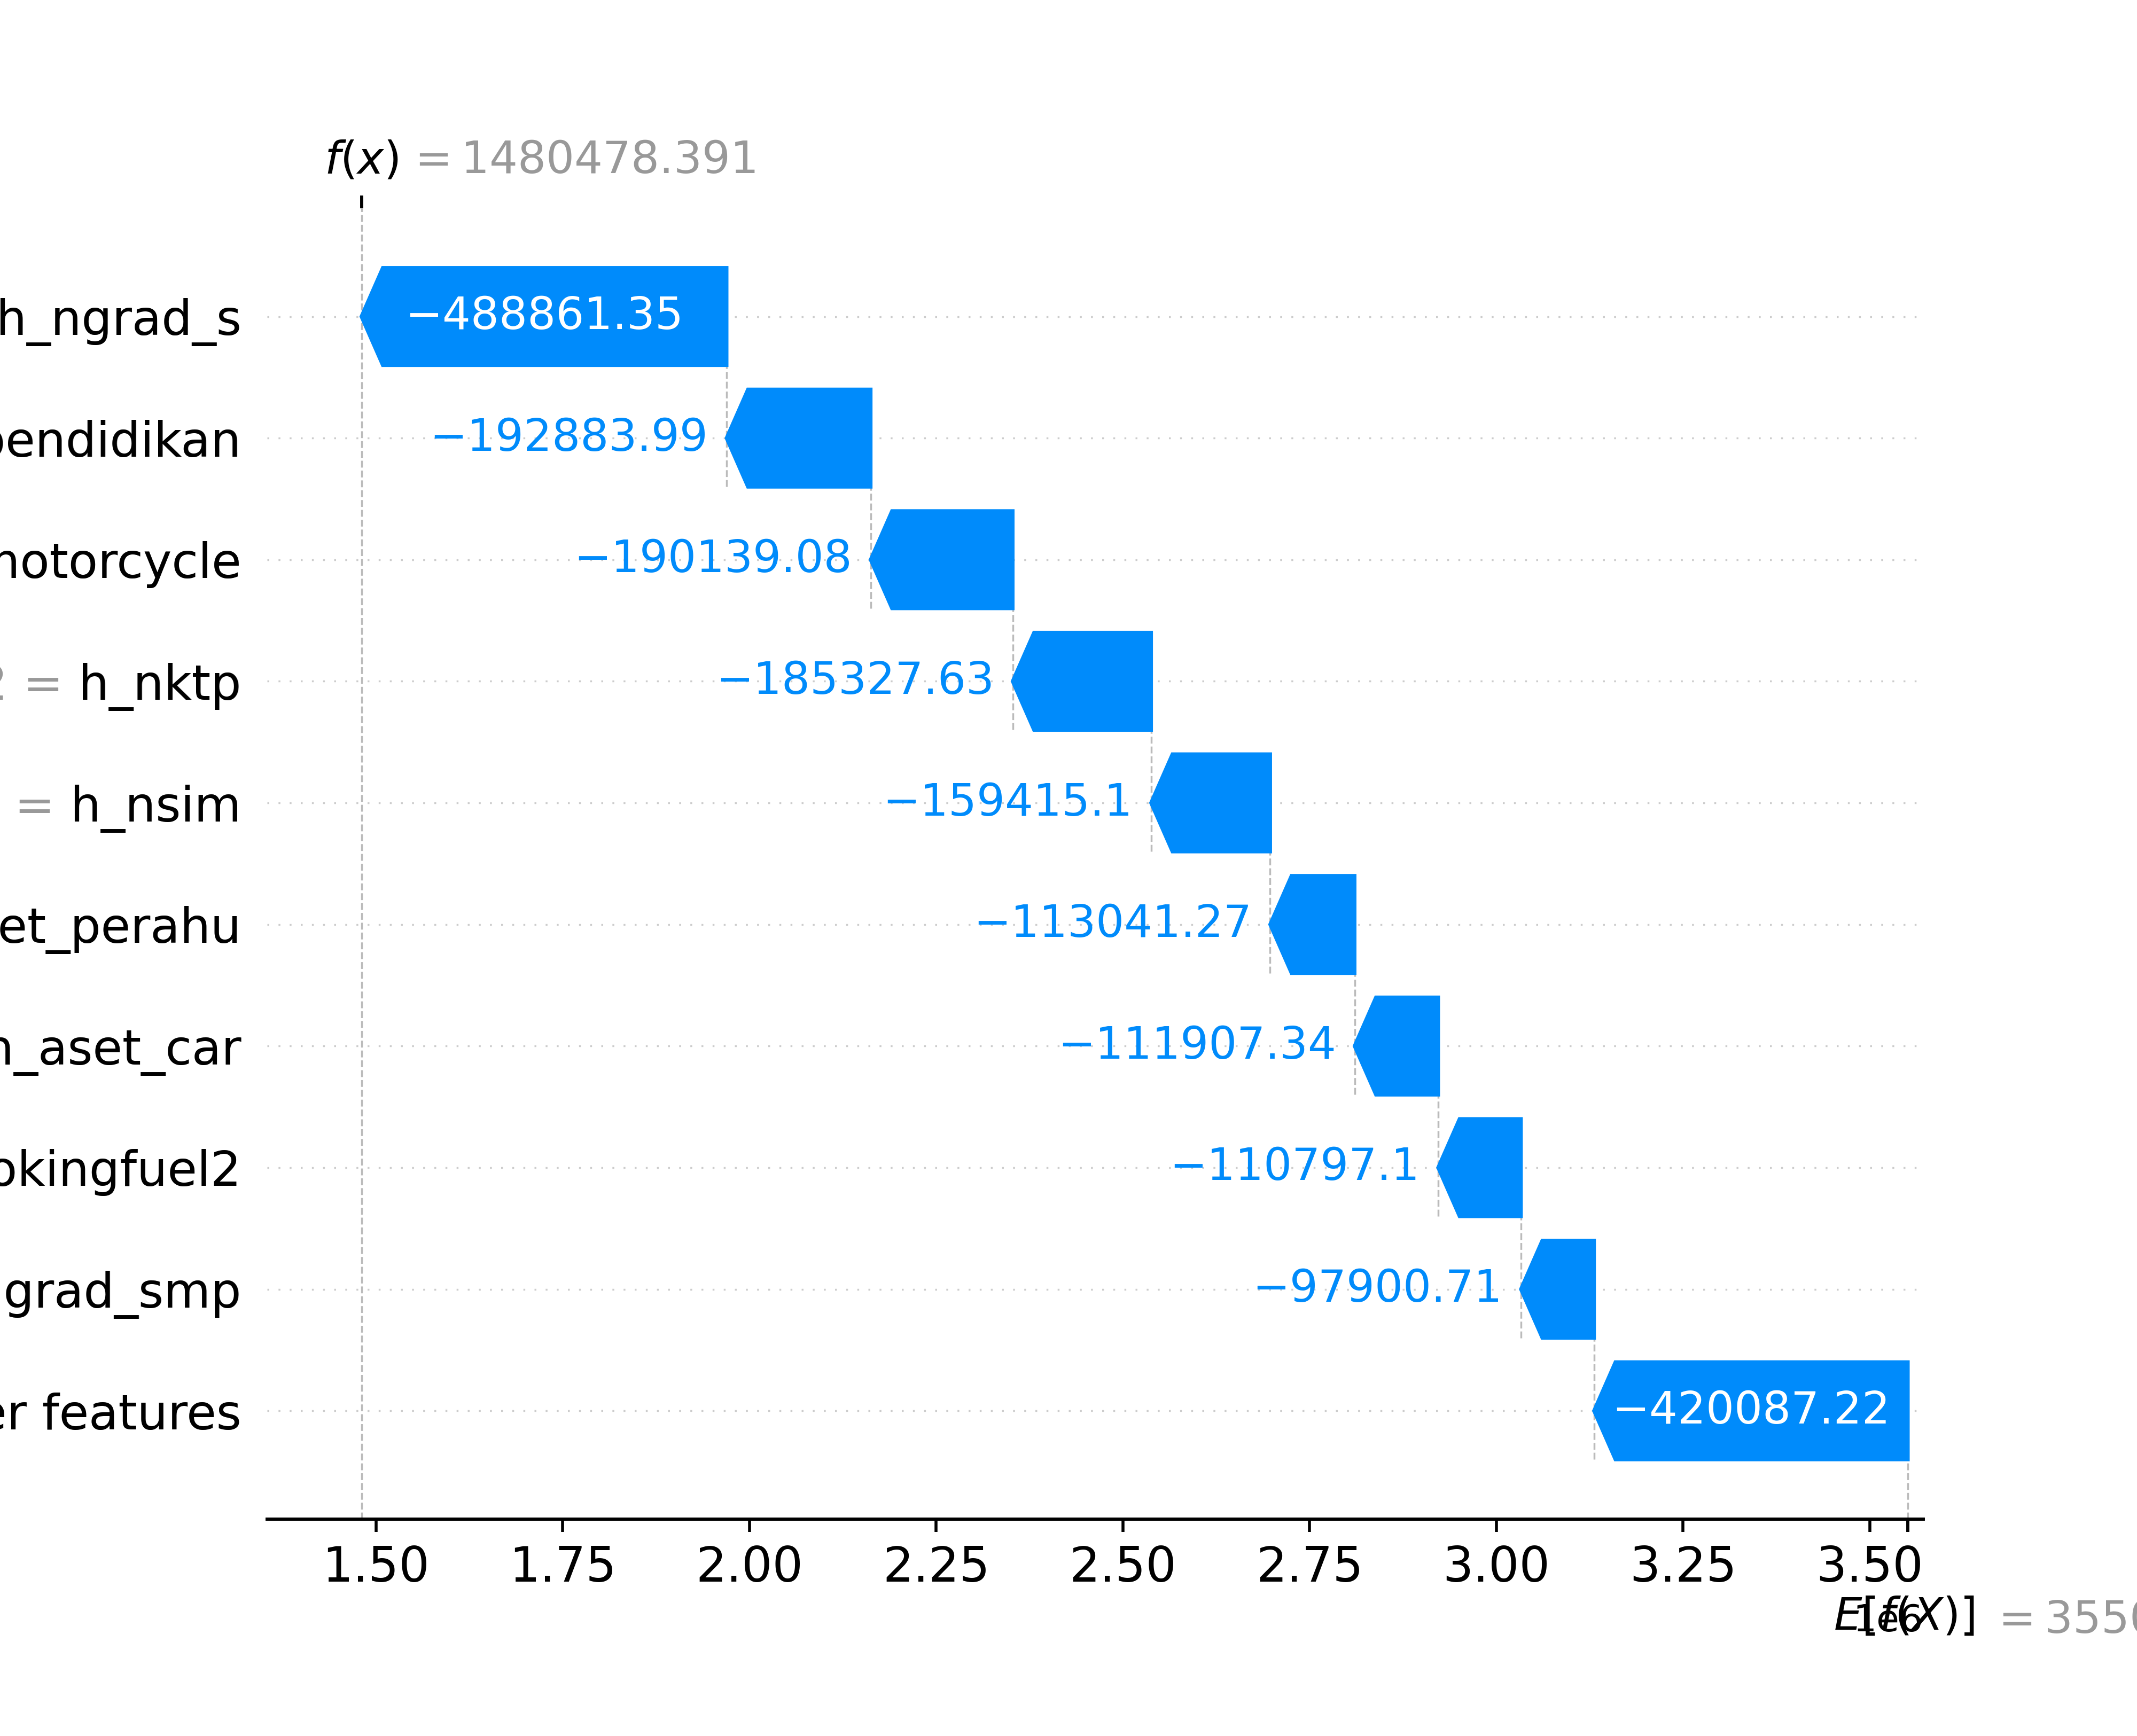 f(x) = 1480478.391
h_ngrad_s −488861.35
pendidikan −192883.99
motorcycle −190139.08
= h_nktp −185327.63
= h_nsim −159415.1
et_perahu −113041.27
h_aset_car −111907.34
okingfuel2 −110797.1
grad_smp −97900.71
er features −420087.22
1.50 1.75 2.00 2.25 2.50 2.75 3.00 3.25 3.50
1e6
E[f(X)] = 3550